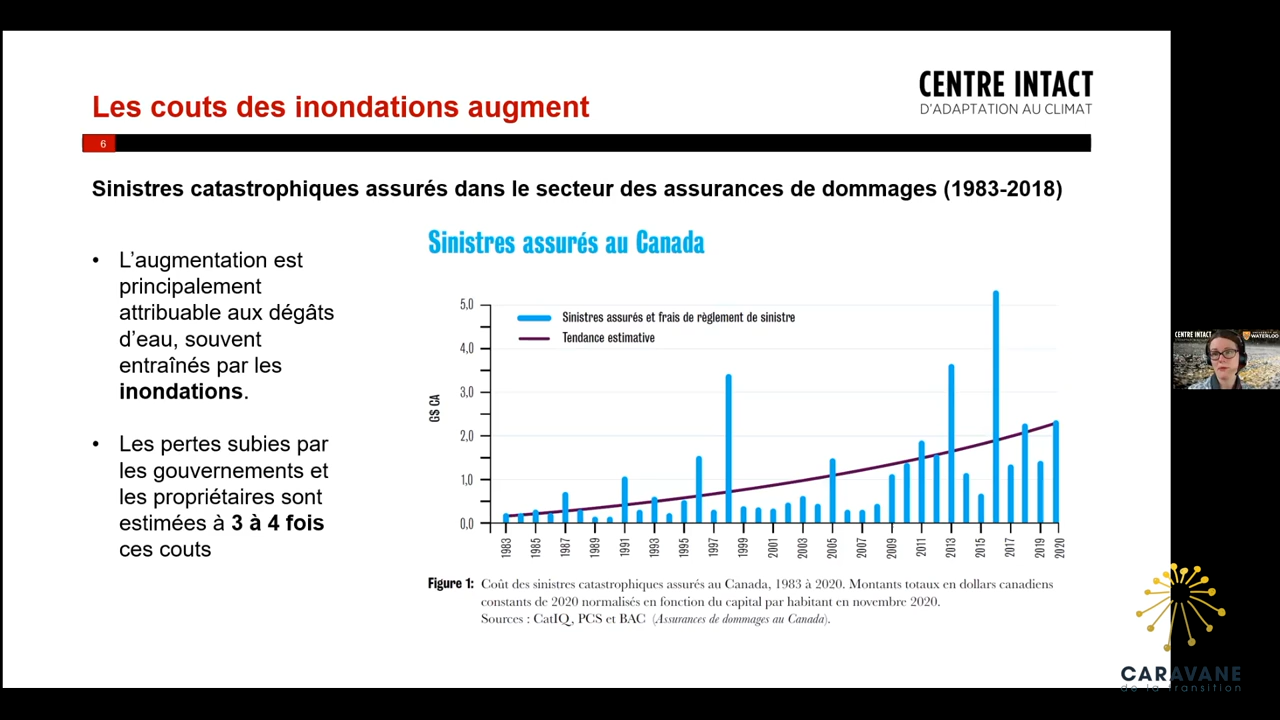 Les couts des inondations augment
CENTRE INTACT
D'ADAPTATION AU CLIMAT
6
Sinistres catastrophiques assurés dans le secteur des assurances de dommages (1983-2018)
• L'augmentation est
principalement
attribuable aux dégâts
d'eau, souvent
entraînés par les
inondations.
• Les pertes subies par
les gouvernements et
les propriétaires sont
estimées à 3 à 4 fois
ces couts
Sinistres assurés au Canada
Sinistres assurés et frais de règlement de sinistre
Tendance estimative
G$ CA
5.0
4.0
3.0
2.0
1.0
0.0
1983 1985 1987 1989 1991 1993 1995 1997 1999 2001 2003 2005 2007 2009 2011 2013 2015 2017 2019 2020
Figure 1: Coût des sinistres catastrophiques assurés au Canada, 1983 à 2020. Montants totaux en dollars canadiens
constants de 2020 normalisés en fonction du capital par habitant en novembre 2020.
Sources : CatIQ, PCS et BAC (Assurances de dommages au Canada).
CENTRE INTACT
WATERLOO
CARAVANE
de la transition